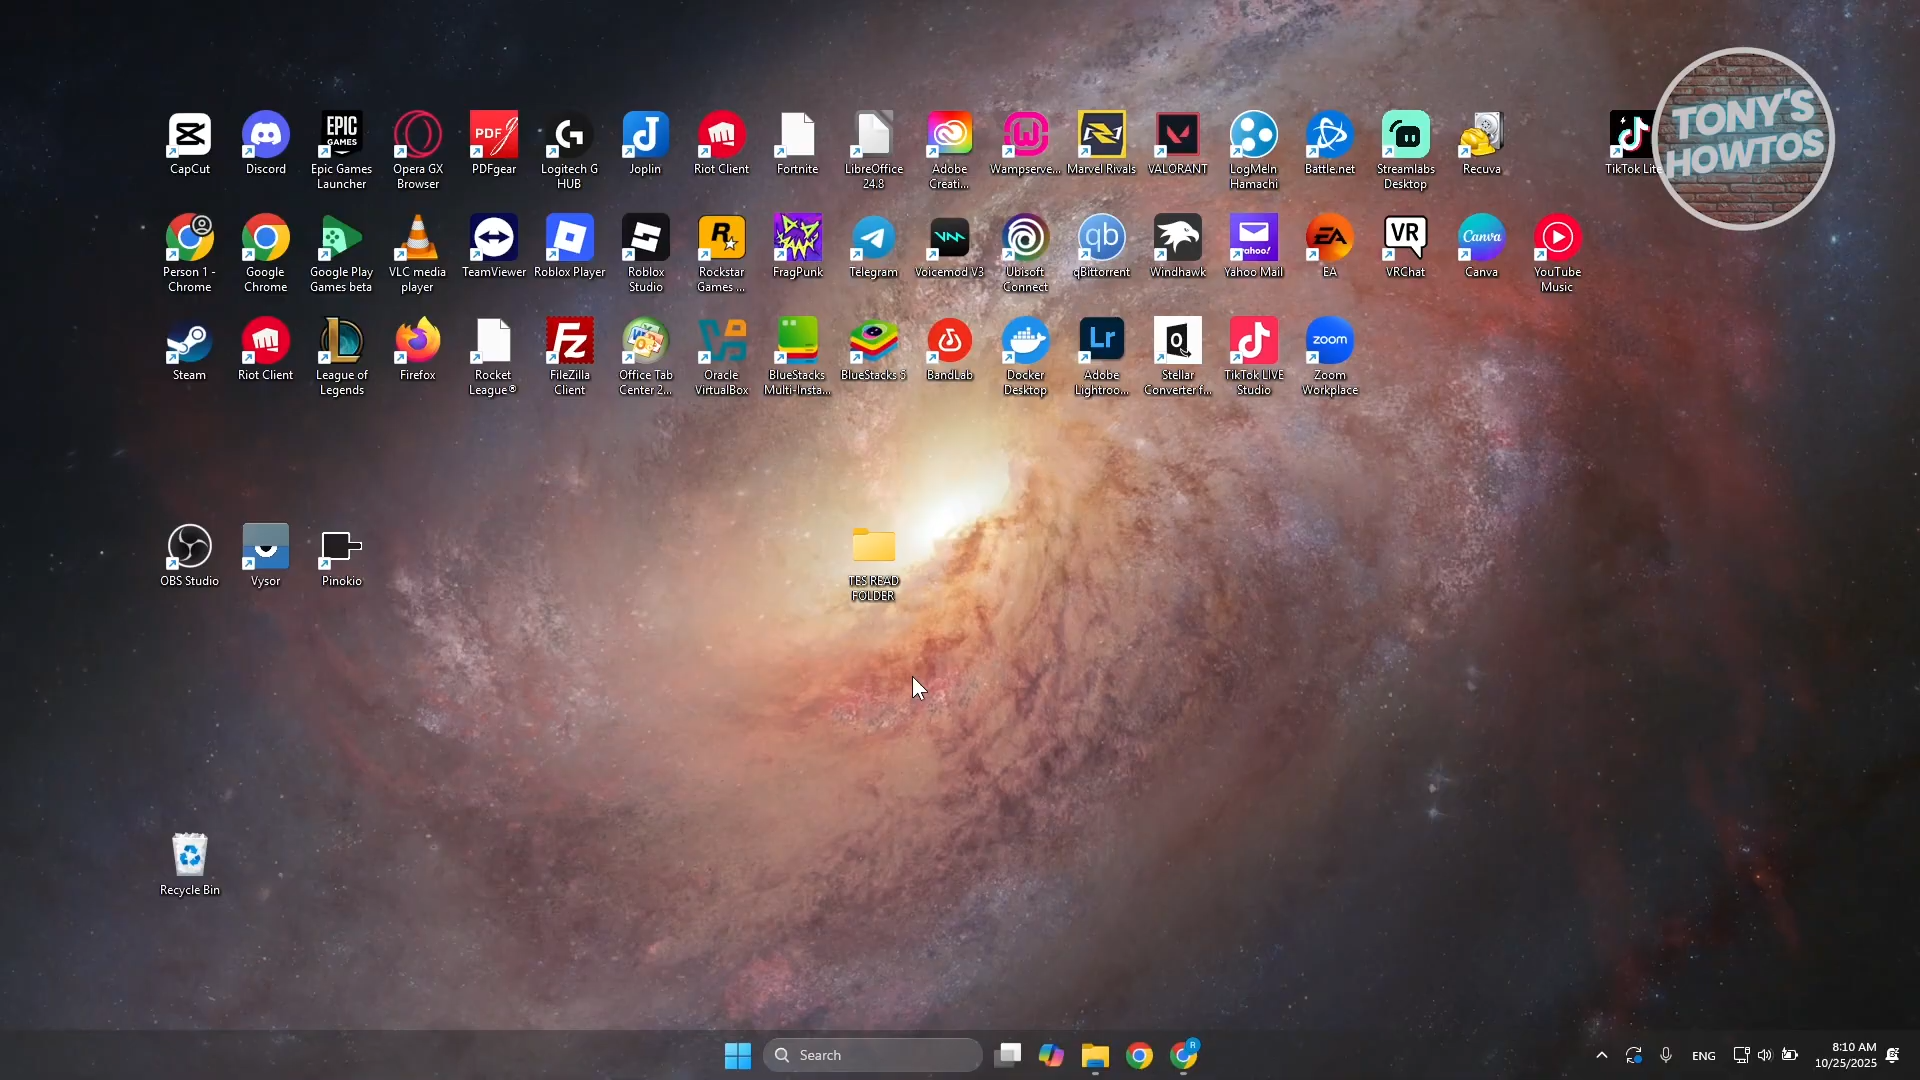 TONY'S
HOWTOS
CapCut
Discord
Epic Games
Launcher
Opera GX
Browser
PDFgear
Logitech G
HUB
Joplin
Riot Client
Fortnite
LibreOffice
24.8
Adobe
Creati...
Wampserve...
Marvel Rivals
VALORANT
LogMeIn
Hamachi
Battle.net
Streamlabs
Desktop
Recuva
TikTok Lite
Person 1 -
Chrome
Google
Chrome
Google Play
Games beta
VLC media
player
TeamViewer
Roblox Player
Roblox
Studio
Rockstar
Games ...
FragPunk
Telegram
Voicemod V3
Ubisoft
Connect
qBittorrent
Windhawk
Yahoo Mail
EA
VRChat
Canva
YouTube
Music
Steam
Riot Client
League of
Legends
Firefox
Rocket
League®
FileZilla
Client
Office Tab
Center 2...
Oracle
VirtualBox
BlueStacks
Multi-Insta...
BlueStacks 5
BandLab
Docker
Desktop
Adobe
Lightroo...
Stellar
Converter f...
TikTok LIVE
Studio
Zoom
Workplace
OBS Studio
Vysor
Pinokio
TES READ
FOLDER
Recycle Bin
Search
ENG
8:10 AM
10/25/2025